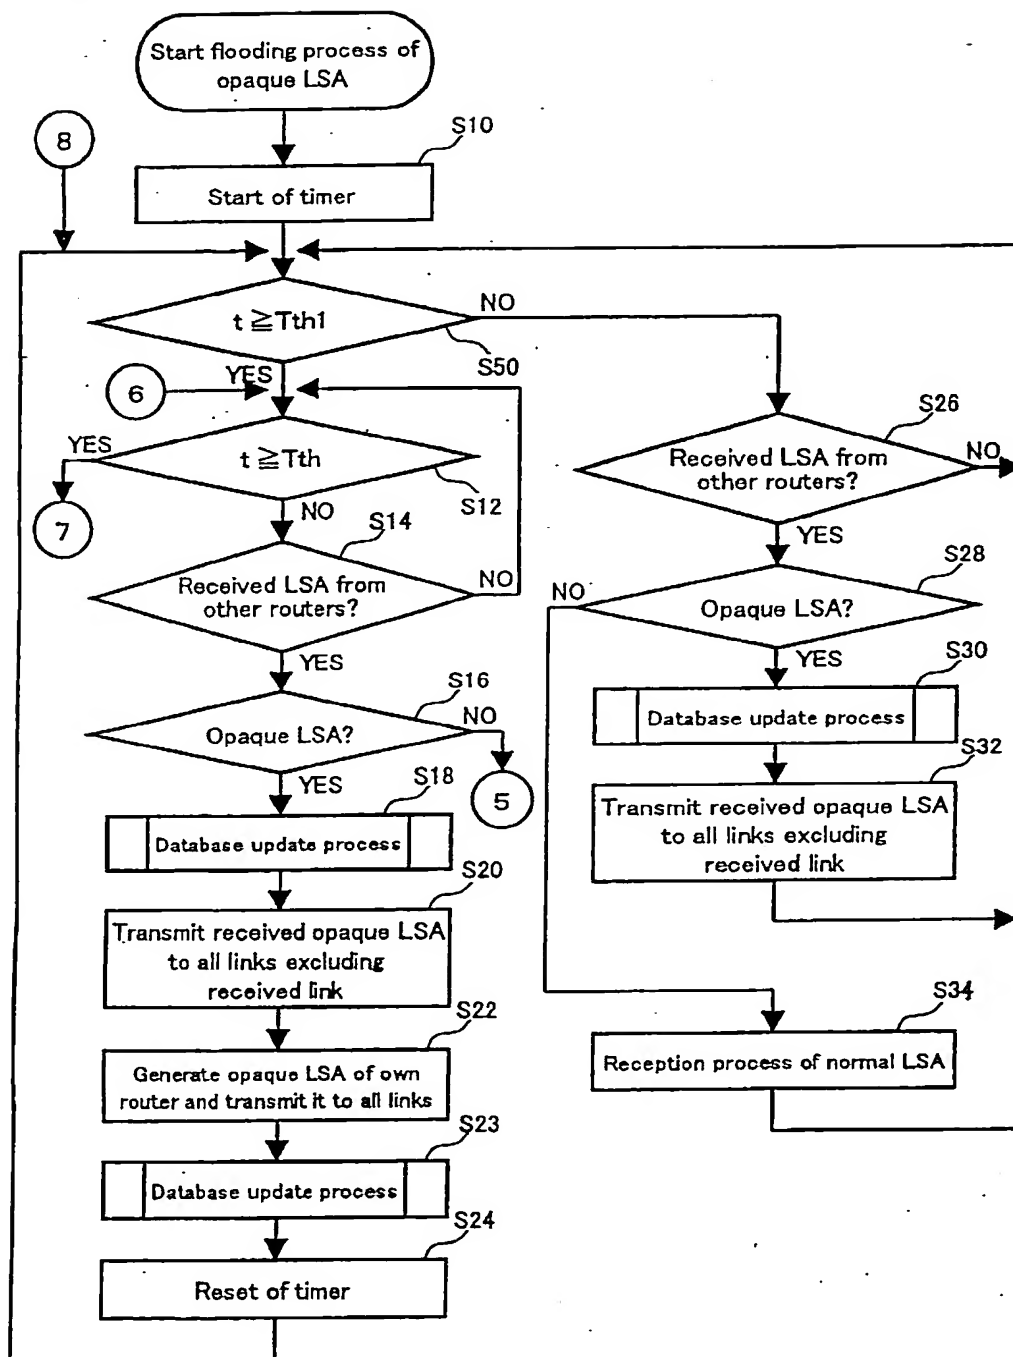 Start flooding process of
opaque LSA
8
S10
Start of timer
t ≧Tth1
NO
S50
YES
6
YES
t ≧Tth
S12
NO
7
S14
Received LSA from
other routers?
NO
YES
S16
Opaque LSA?
NO
5
YES
S18
Database update process
S20
Transmit received opaque LSA
to all links excluding
received link
S22
Generate opaque LSA of own
router and transmit it to all links
S23
Database update process
S24
Reset of timer
S26
Received LSA from
other routers?
NO
YES
S28
NO
Opaque LSA?
YES
S30
Database update process
S32
Transmit received opaque LSA
to all links excluding
received link
S34
Reception process of normal LSA